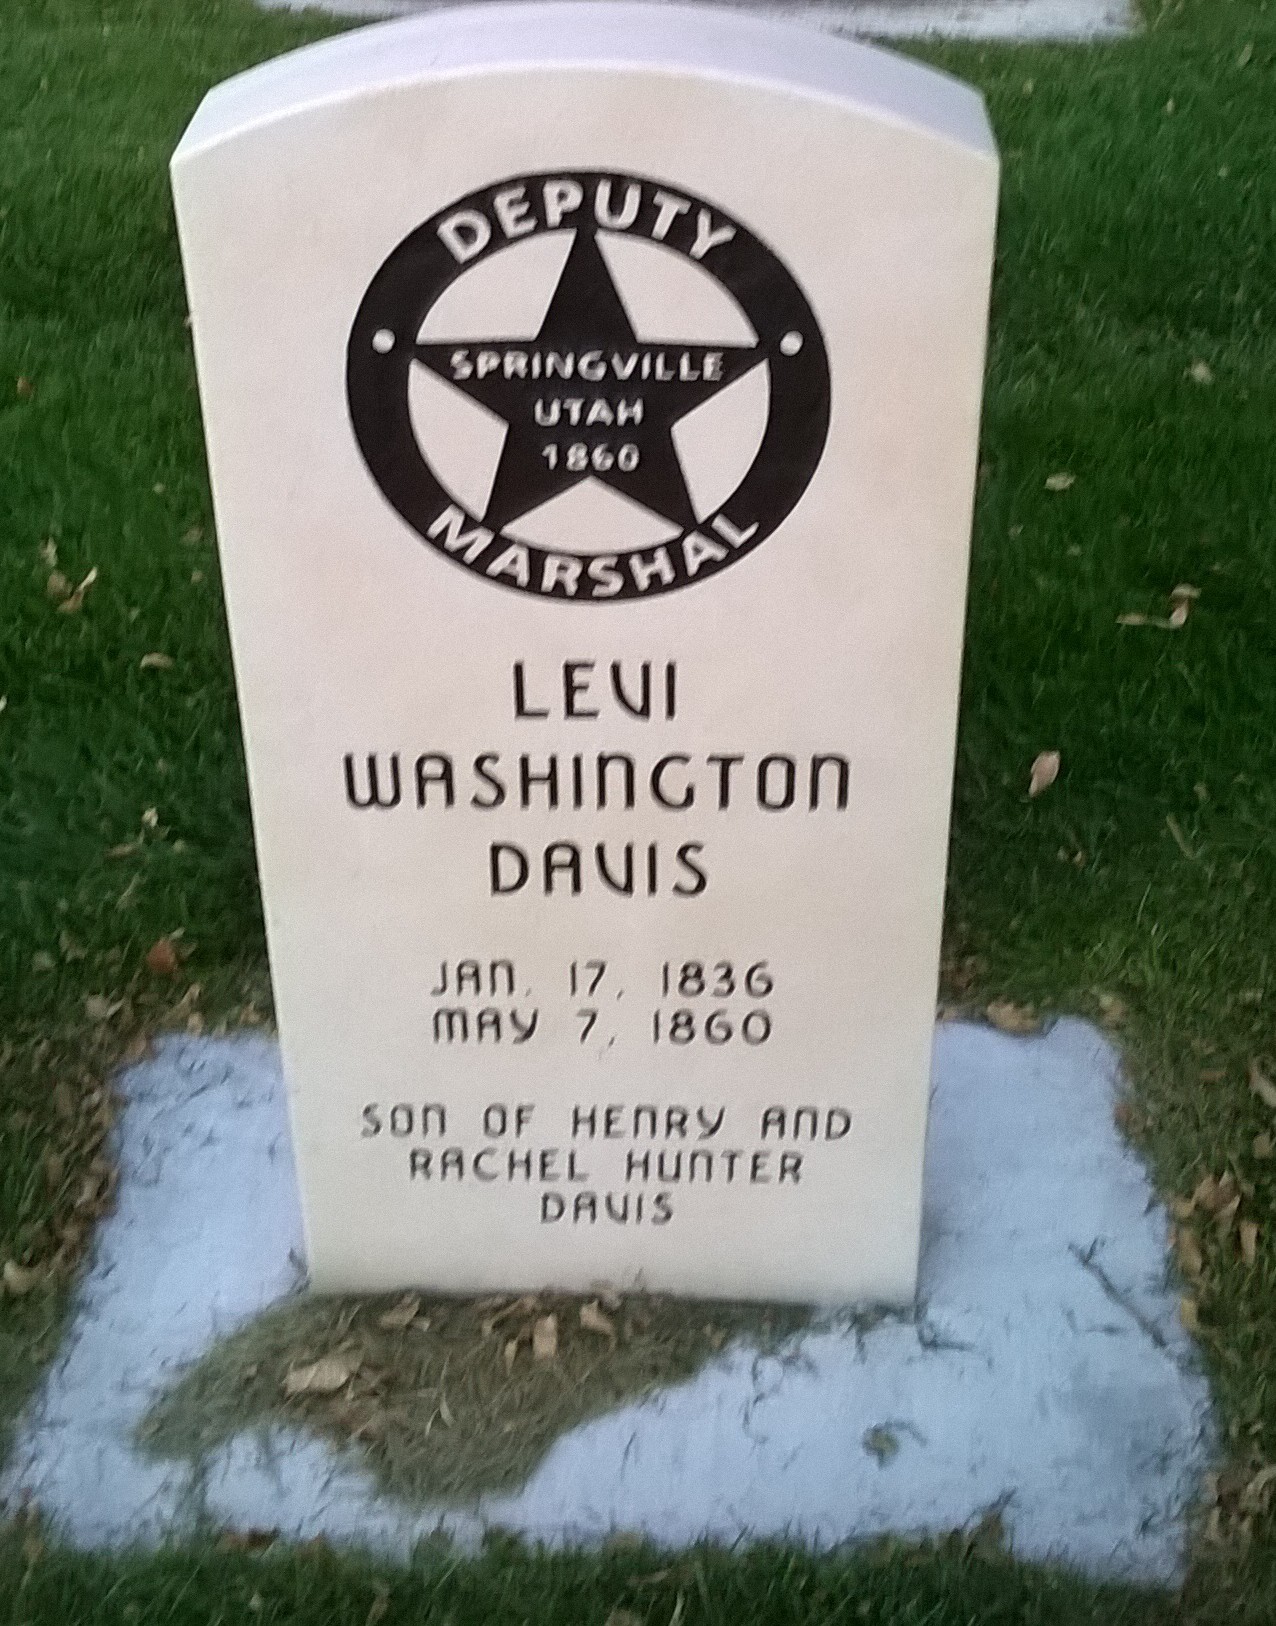 DEPUTY
SPRINGVILLE
UTAH
1860
MARSHAL
LEVI
WASHINGTON
DAVIS
JAN. 17, 1836
MAY 7, 1860
SON OF HENRY AND
RACHEL HUNTER
DAVIS